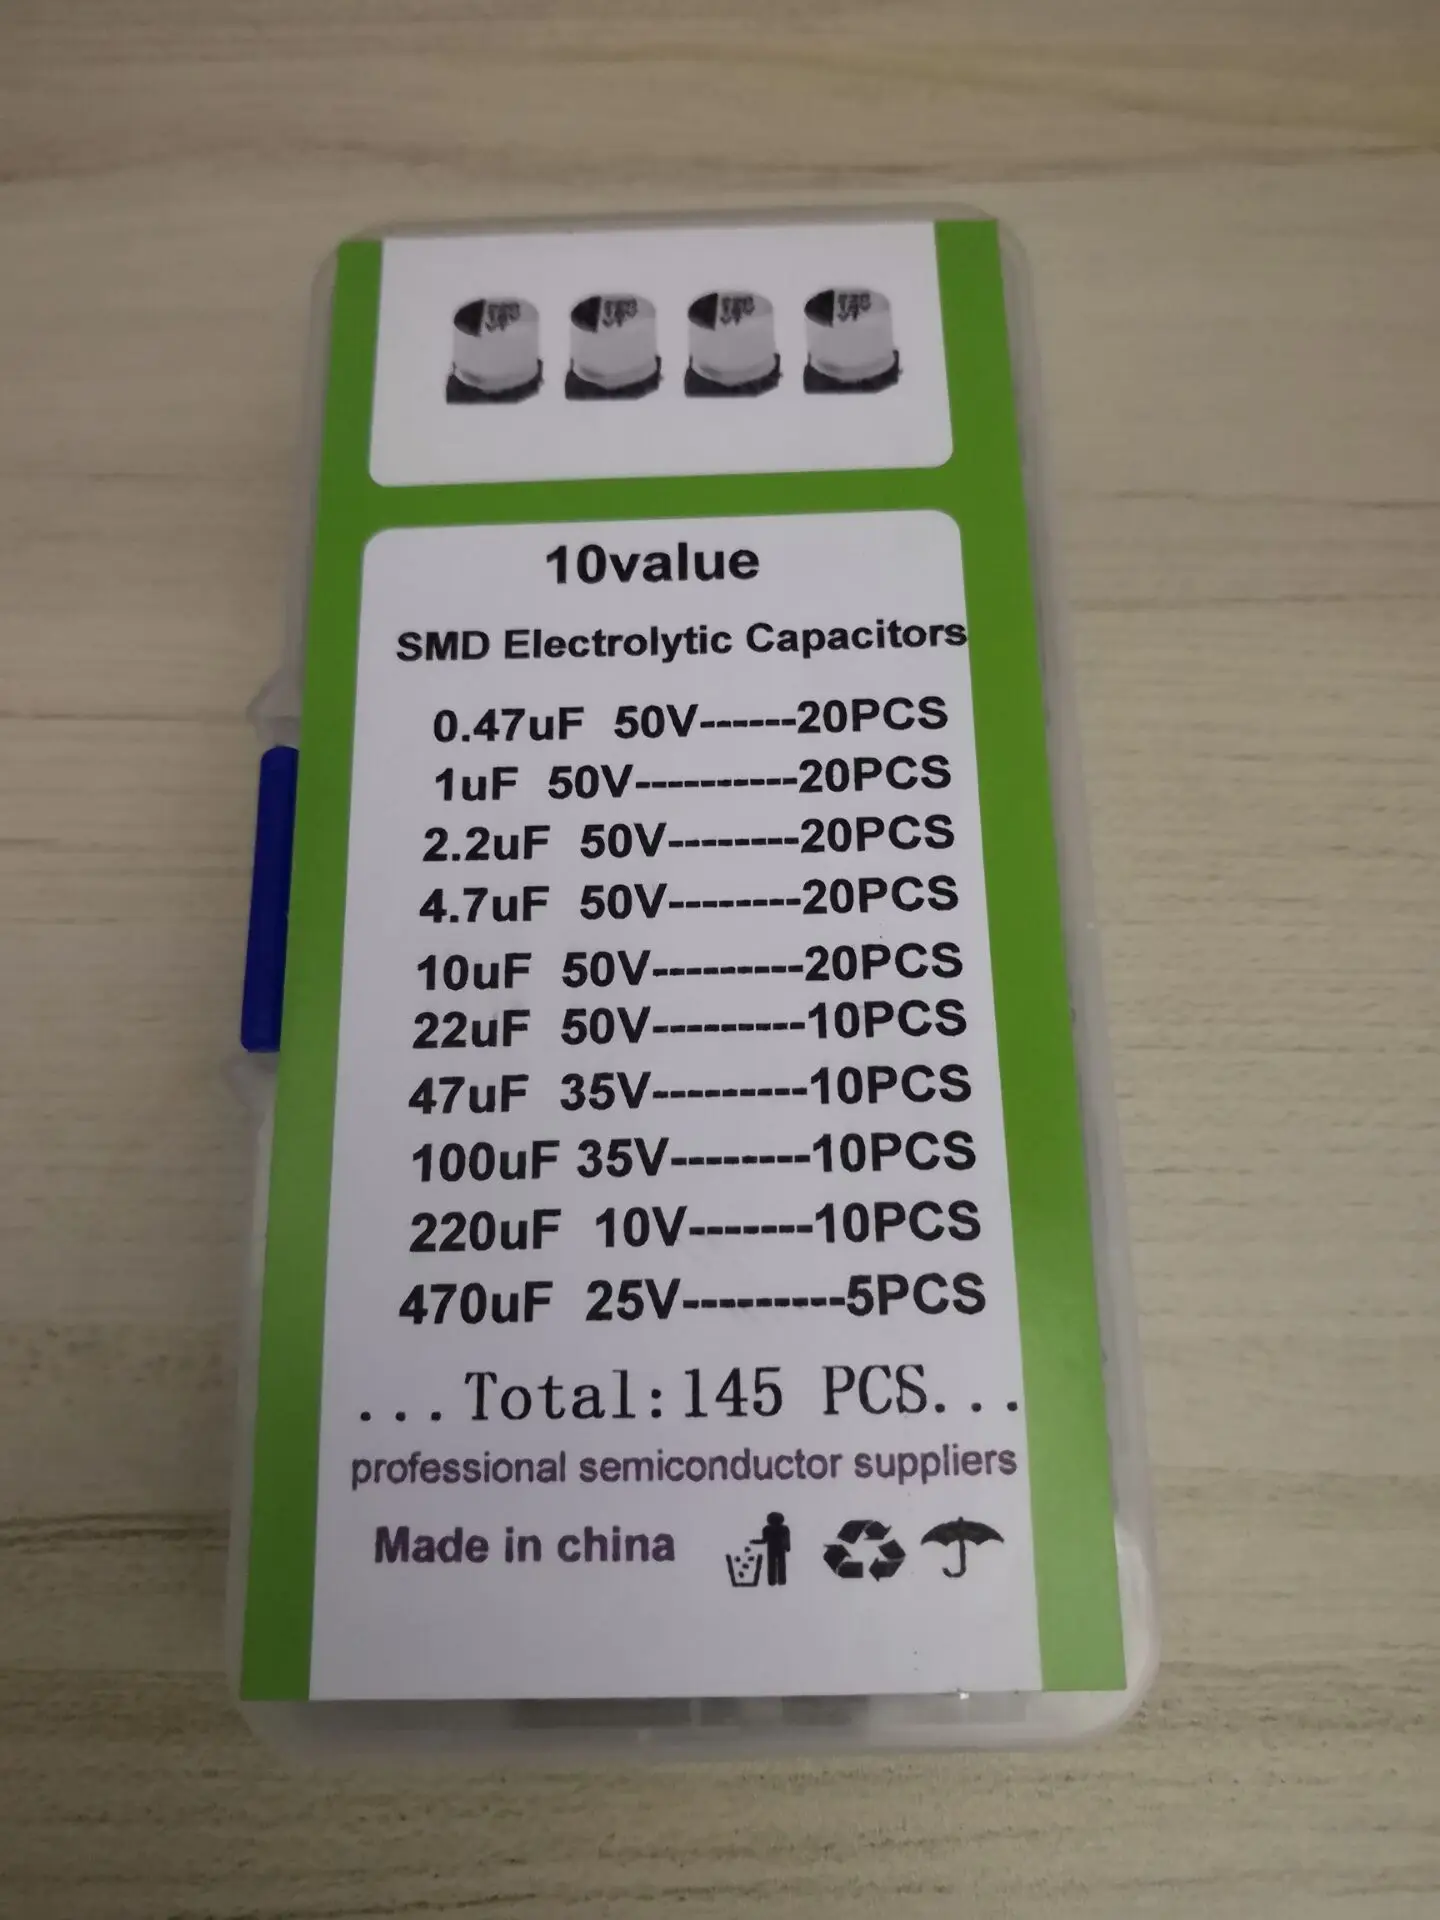 10value
SMD Electrolytic Capacitors
0.47uF 50V------20PCS
1uF 50V----------20PCS
2.2uF 50V--------20PCS
4.7uF 50V--------20PCS
10uF 50V---------20PCS
22uF 50V---------10PCS
47uF 35V---------10PCS
100uF 35V--------10PCS
220uF 10V-------10PCS
470uF 25V---------5PCS
...Total:145 PCS...
professional semiconductor suppliers
Made in china